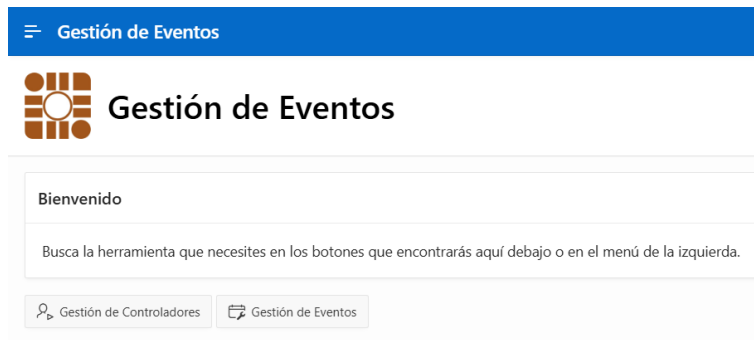 Gestión de Eventos
Gestión de Eventos
Bienvenido
Busca la herramienta que necesites en los botones que encontrarás aquí debajo o en el menú de la izquierda.
Gestión de Controladores Gestión de Eventos